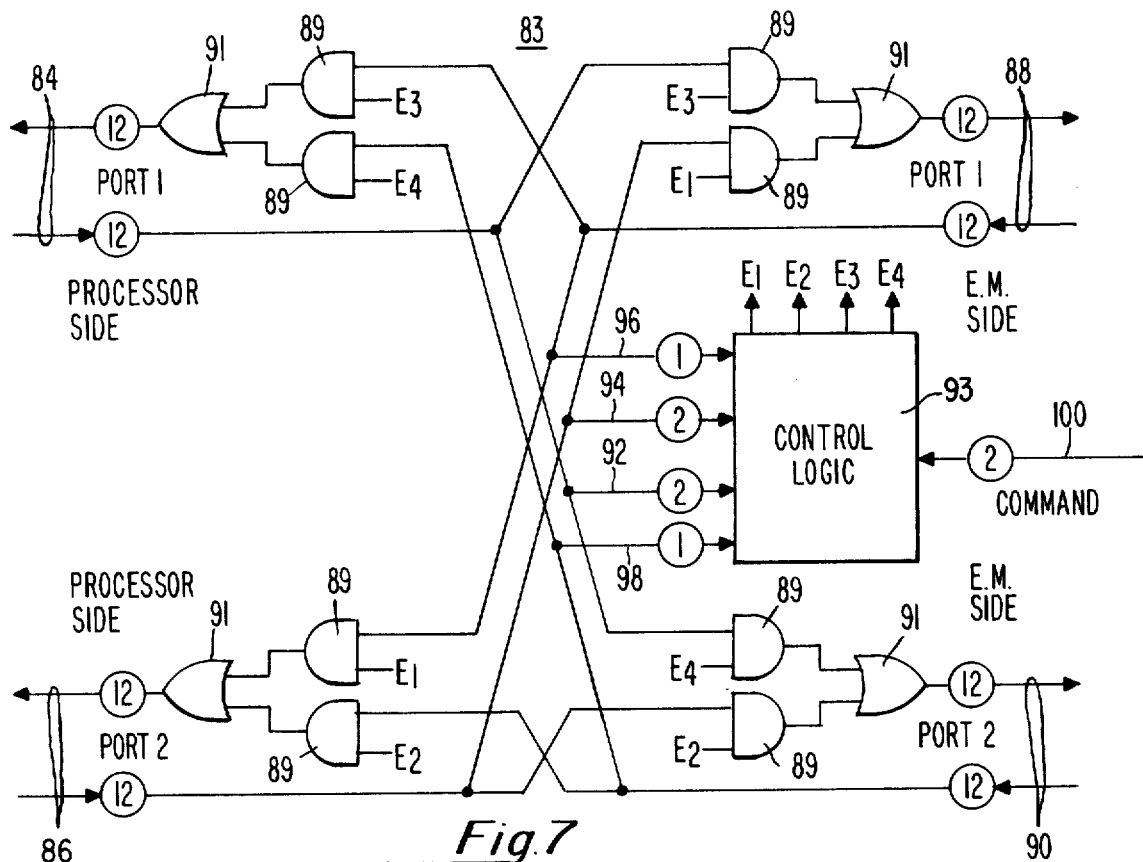 89
83
89
91
91
84
88
12
E3
E3
12
PORT 1
E4
E1
PORT 1
89
89
12
12
PROCESSOR
SIDE
E1 E2 E3 E4
E.M.
SIDE
96
1
94
2
93
100
CONTROL
LOGIC
92
2
2
COMMAND
98
1
PROCESSOR
SIDE
E.M.
SIDE
89
89
91
91
12
E1
E4
12
PORT 2
PORT 2
89
E2
E2
89
12
12
86
Fig. 7
90